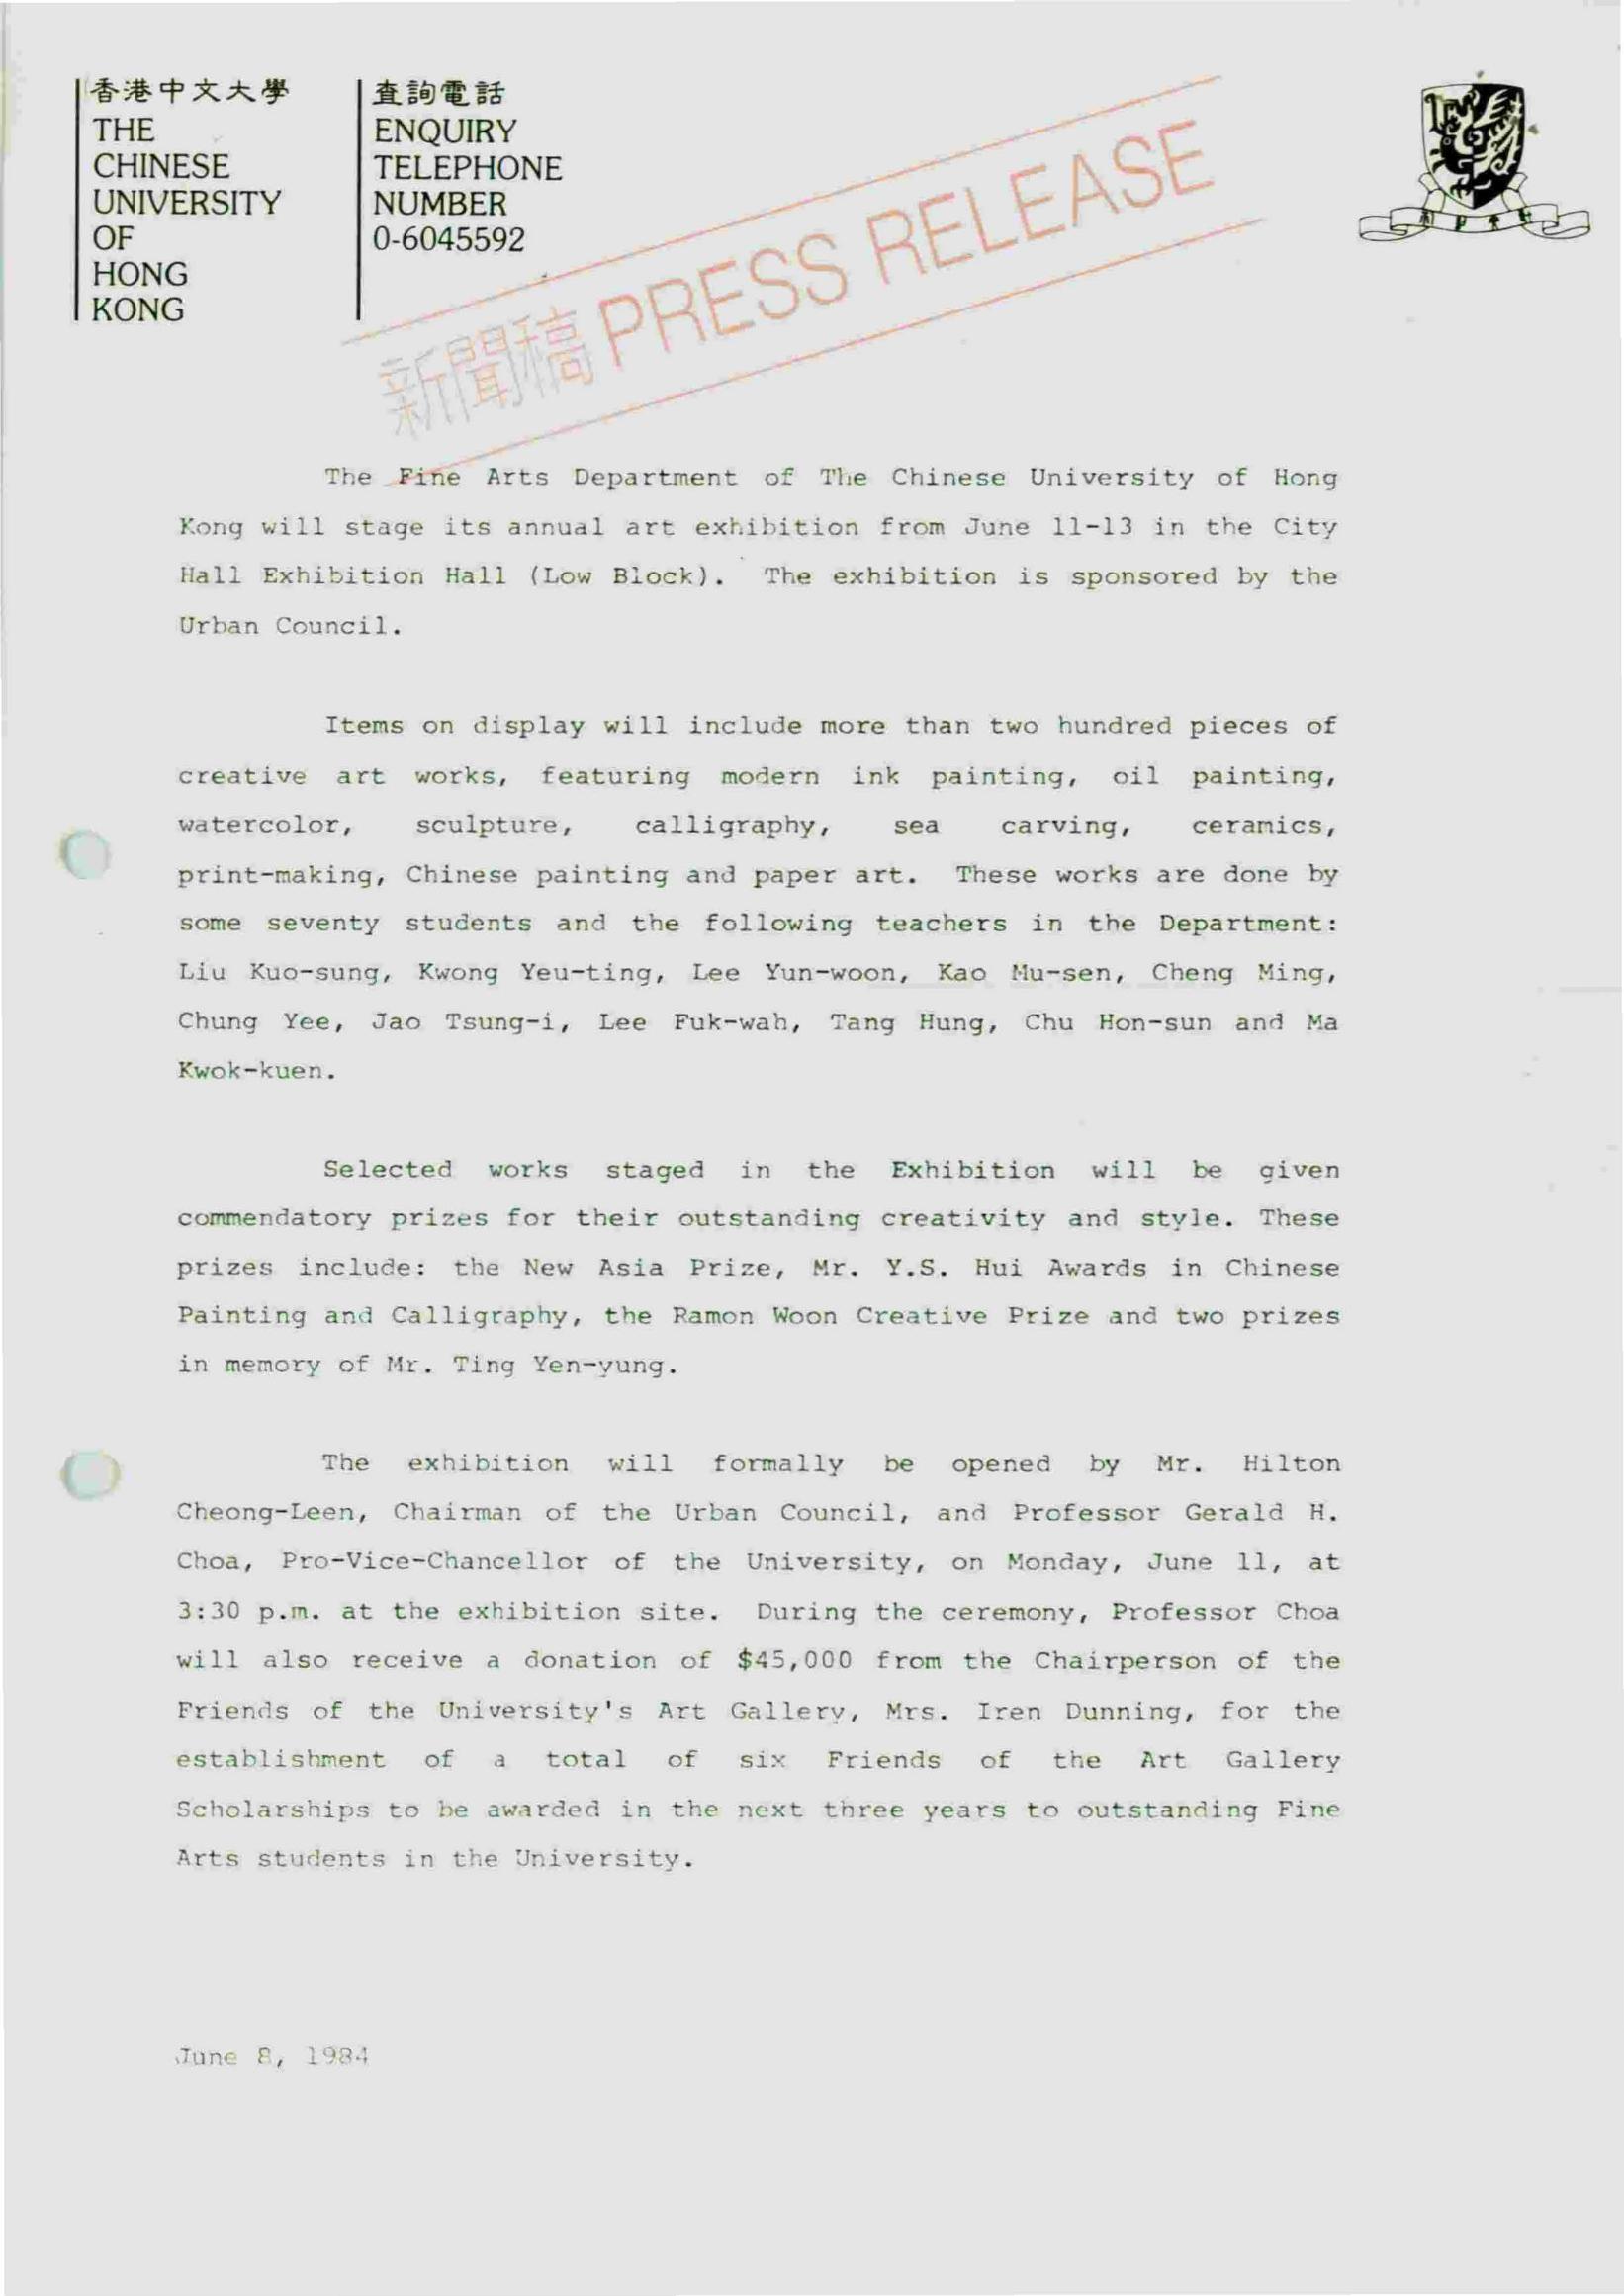 香港中文大學
THE
CHINESE
UNIVERSITY
OF
HONG
KONG
查詢電話
ENQUIRY
TELEPHONE
NUMBER
0-6045592
新聞稿 PRESS RELEASE
The Fine Arts Department of The Chinese University of Hong
Kong will stage its annual art exhibition from June 11-13 in the City
Hall Exhibition Hall (Low Block). The exhibition is sponsored by the
Urban Council.
Items on display will include more than two hundred pieces of
creative art works, featuring modern ink painting, oil painting,
watercolor, sculpture, calligraphy, sea carving, ceramics,
print-making, Chinese painting and paper art. These works are done by
some seventy students and the following teachers in the Department:
Liu Kuo-sung, Kwong Yeu-ting, Lee Yun-woon, Kao Mu-sen, Cheng Ming,
Chung Yee, Jao Tsung-i, Lee Fuk-wah, Tang Hung, Chu Hon-sun and Ma
Kwok-kuen.
Selected works staged in the Exhibition will be given
commendatory prizes for their outstanding creativity and style. These
prizes include: the New Asia Prize, Mr. Y.S. Hui Awards in Chinese
Painting and Calligraphy, the Ramon Woon Creative Prize and two prizes
in memory of Mr. Ting Yen-yung.
The exhibition will formally be opened by Mr. Hilton
Cheong-Leen, Chairman of the Urban Council, and Professor Gerald H.
Choa, Pro-Vice-Chancellor of the University, on Monday, June 11, at
3:30 p.m. at the exhibition site. During the ceremony, Professor Choa
will also receive a donation of $45,000 from the Chairperson of the
Friends of the University's Art Gallery, Mrs. Iren Dunning, for the
establishment of a total of six Friends of the Art Gallery
Scholarships to be awarded in the next three years to outstanding Fine
Arts students in the University.
June 8, 1984